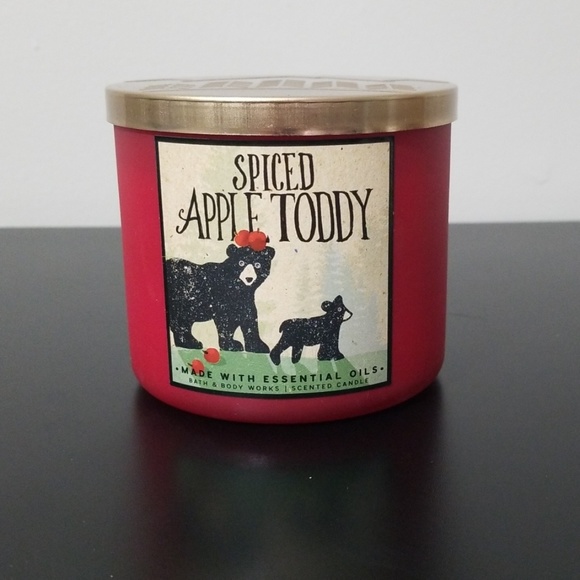 SPICED
APPLE TODDY
•MADE WITH ESSENTIAL OILS•
BATH & BODY WORKS | SCENTED CANDLE